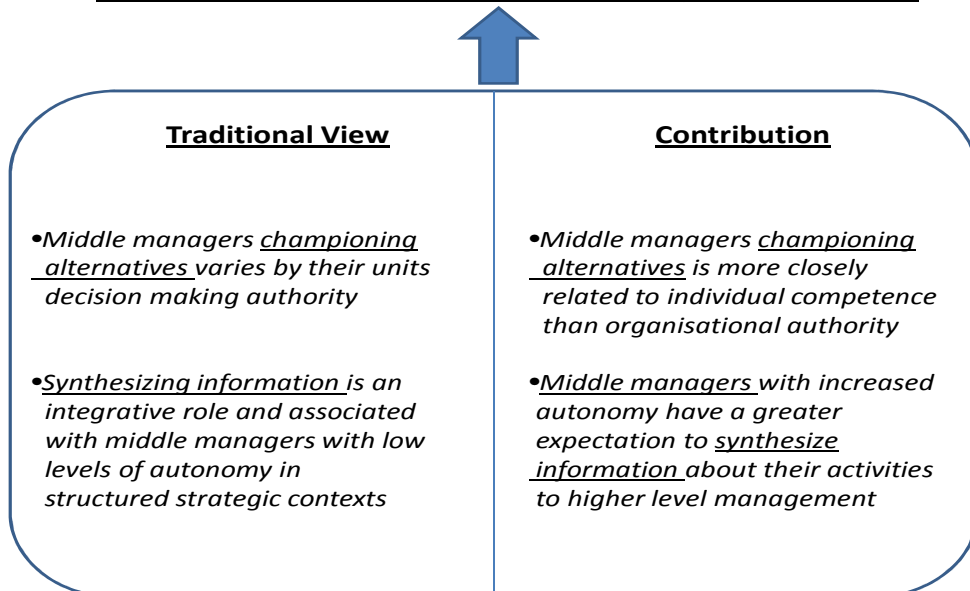 Traditional View
•Middle managers championing
alternatives varies by their units
decision making authority
•Synthesizing information is an
integrative role and associated
with middle managers with low
levels of autonomy in
structured strategic contexts
Contribution
•Middle managers championing
alternatives is more closely
related to individual competence
than organisational authority
•Middle managers with increased
autonomy have a greater
expectation to synthesize
information about their activities
to higher level management